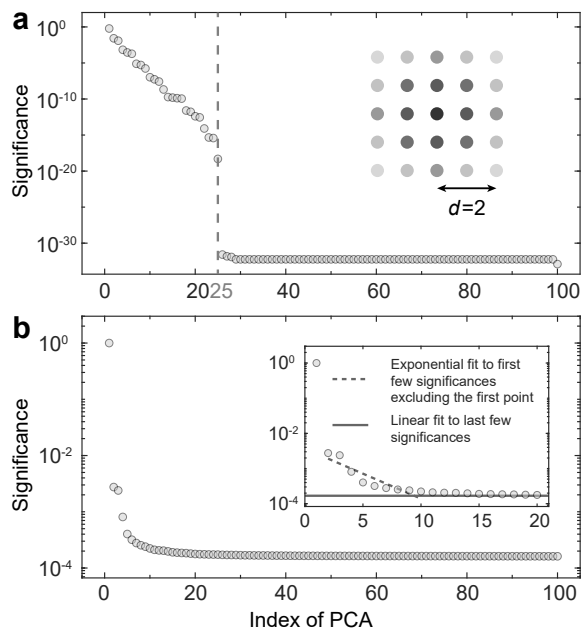 a
Significance
10^0
10^-10
10^-20
10^-30
d=2
0 20 25 40 60 80 100
b
Significance
10^0
10^-2
10^-4
10^0
10^-2
10^-4
Exponential fit to first
few significances
excluding the first point
Linear fit to last few
significances
0 5 10 15 20
0 20 40 60 80 100
Index of PCA